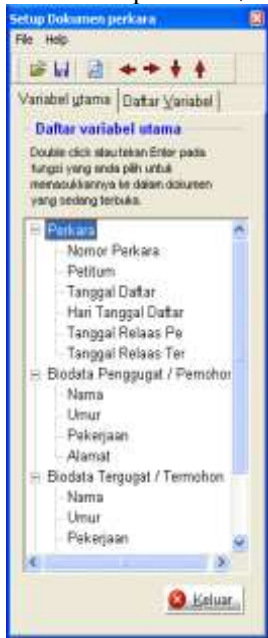 Setup Dokumen perkara
File Help
Variabel utama Daftar Variabel
Daftar variabel utama
Double click atau tekan Enter pada
fungsi yang anda pilih untuk
memasukkannya ke dalam dokumen
yang sedang terbuka.
Perkara
Nomor Perkara
Petitum
Tanggal Daftar
Hari Tanggal Daftar
Tanggal Relaas Pe
Tanggal Relaas Ter
Biodata Penggugat / Pemohon
Nama
Umur
Pekerjaan
Alamat
Biodata Tergugat / Termohon
Nama
Umur
Pekerjaan
Keluar